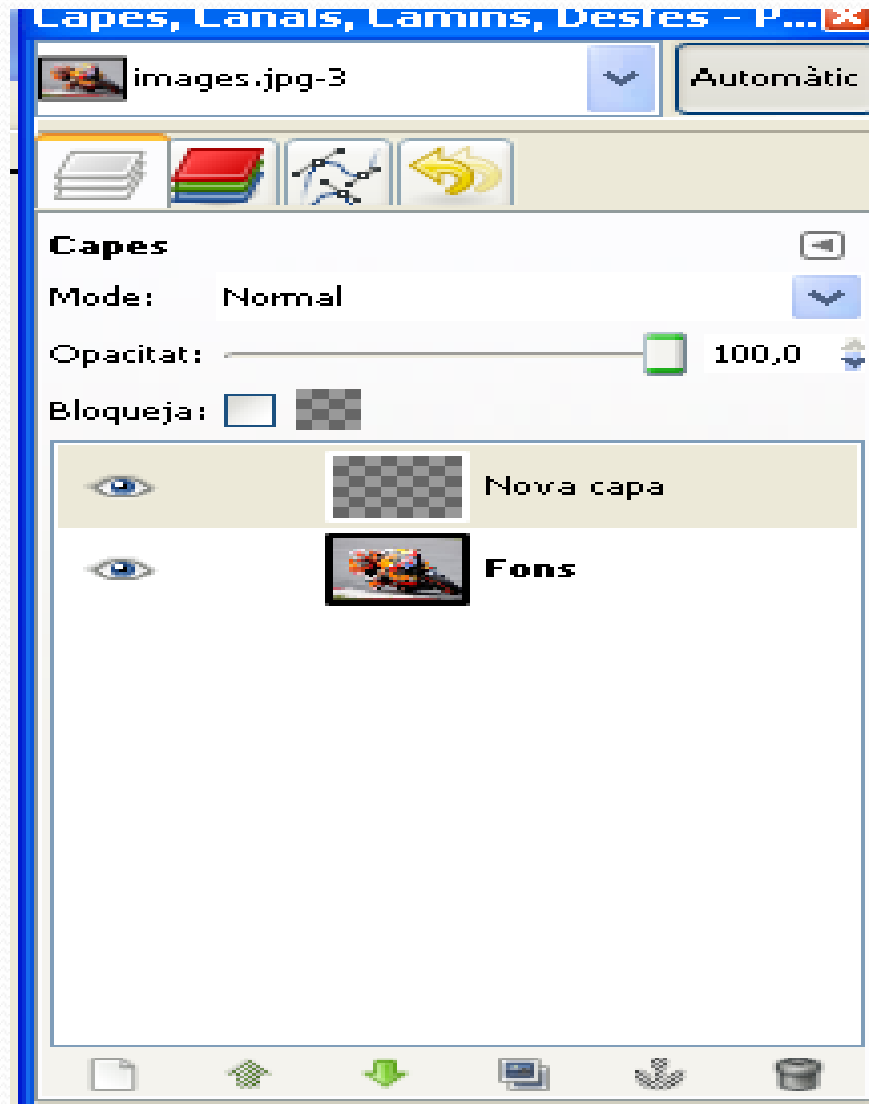 Capes, Canals, Camins, Desfés - P...
images.jpg-3
Automàtic
Capes
Mode: Normal
Opacitat: 100,0
Bloqueja:
Nova capa
Fons